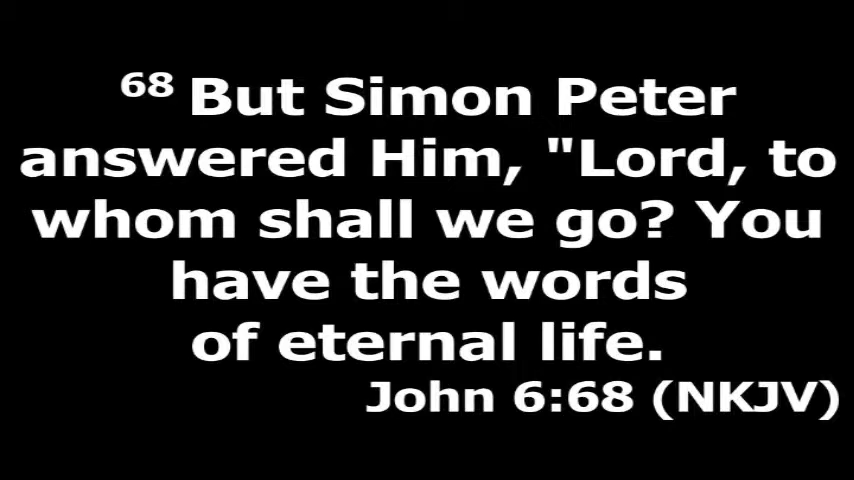 68 But Simon Peter
answered Him, "Lord, to
whom shall we go? You
have the words
of eternal life.
John 6:68 (NKJV)